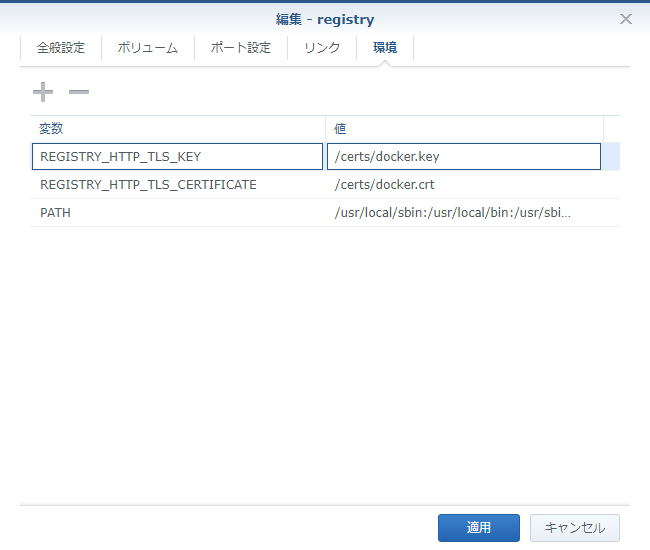 編集 - registry
全般設定 ボリューム ポート設定 リンク 環境
変数 値
REGISTRY_HTTP_TLS_KEY /certs/docker.key
REGISTRY_HTTP_TLS_CERTIFICATE /certs/docker.crt
PATH /usr/local/sbin:/usr/local/bin:/usr/sbi...
適用 キャンセル